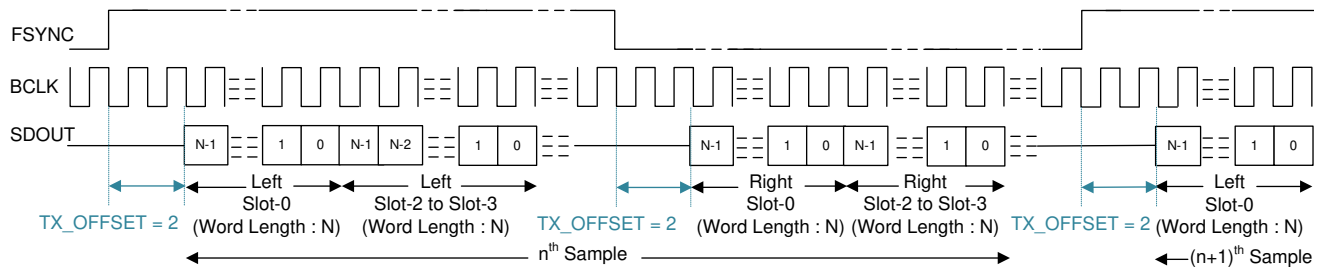 FSYNC
BCLK
SDOUT
N-1 1 0 N-1 N-2 1 0 N-1 1 0 N-1 1 0 N-1 1 0
TX_OFFSET = 2
Left
Slot-0
(Word Length : N)
Left
Slot-2 to Slot-3
(Word Length : N)
TX_OFFSET = 2
Right
Slot-0
(Word Length : N)
Right
Slot-2 to Slot-3
(Word Length : N)
TX_OFFSET = 2
Left
Slot-0
(Word Length : N)
nth Sample
(n+1)th Sample